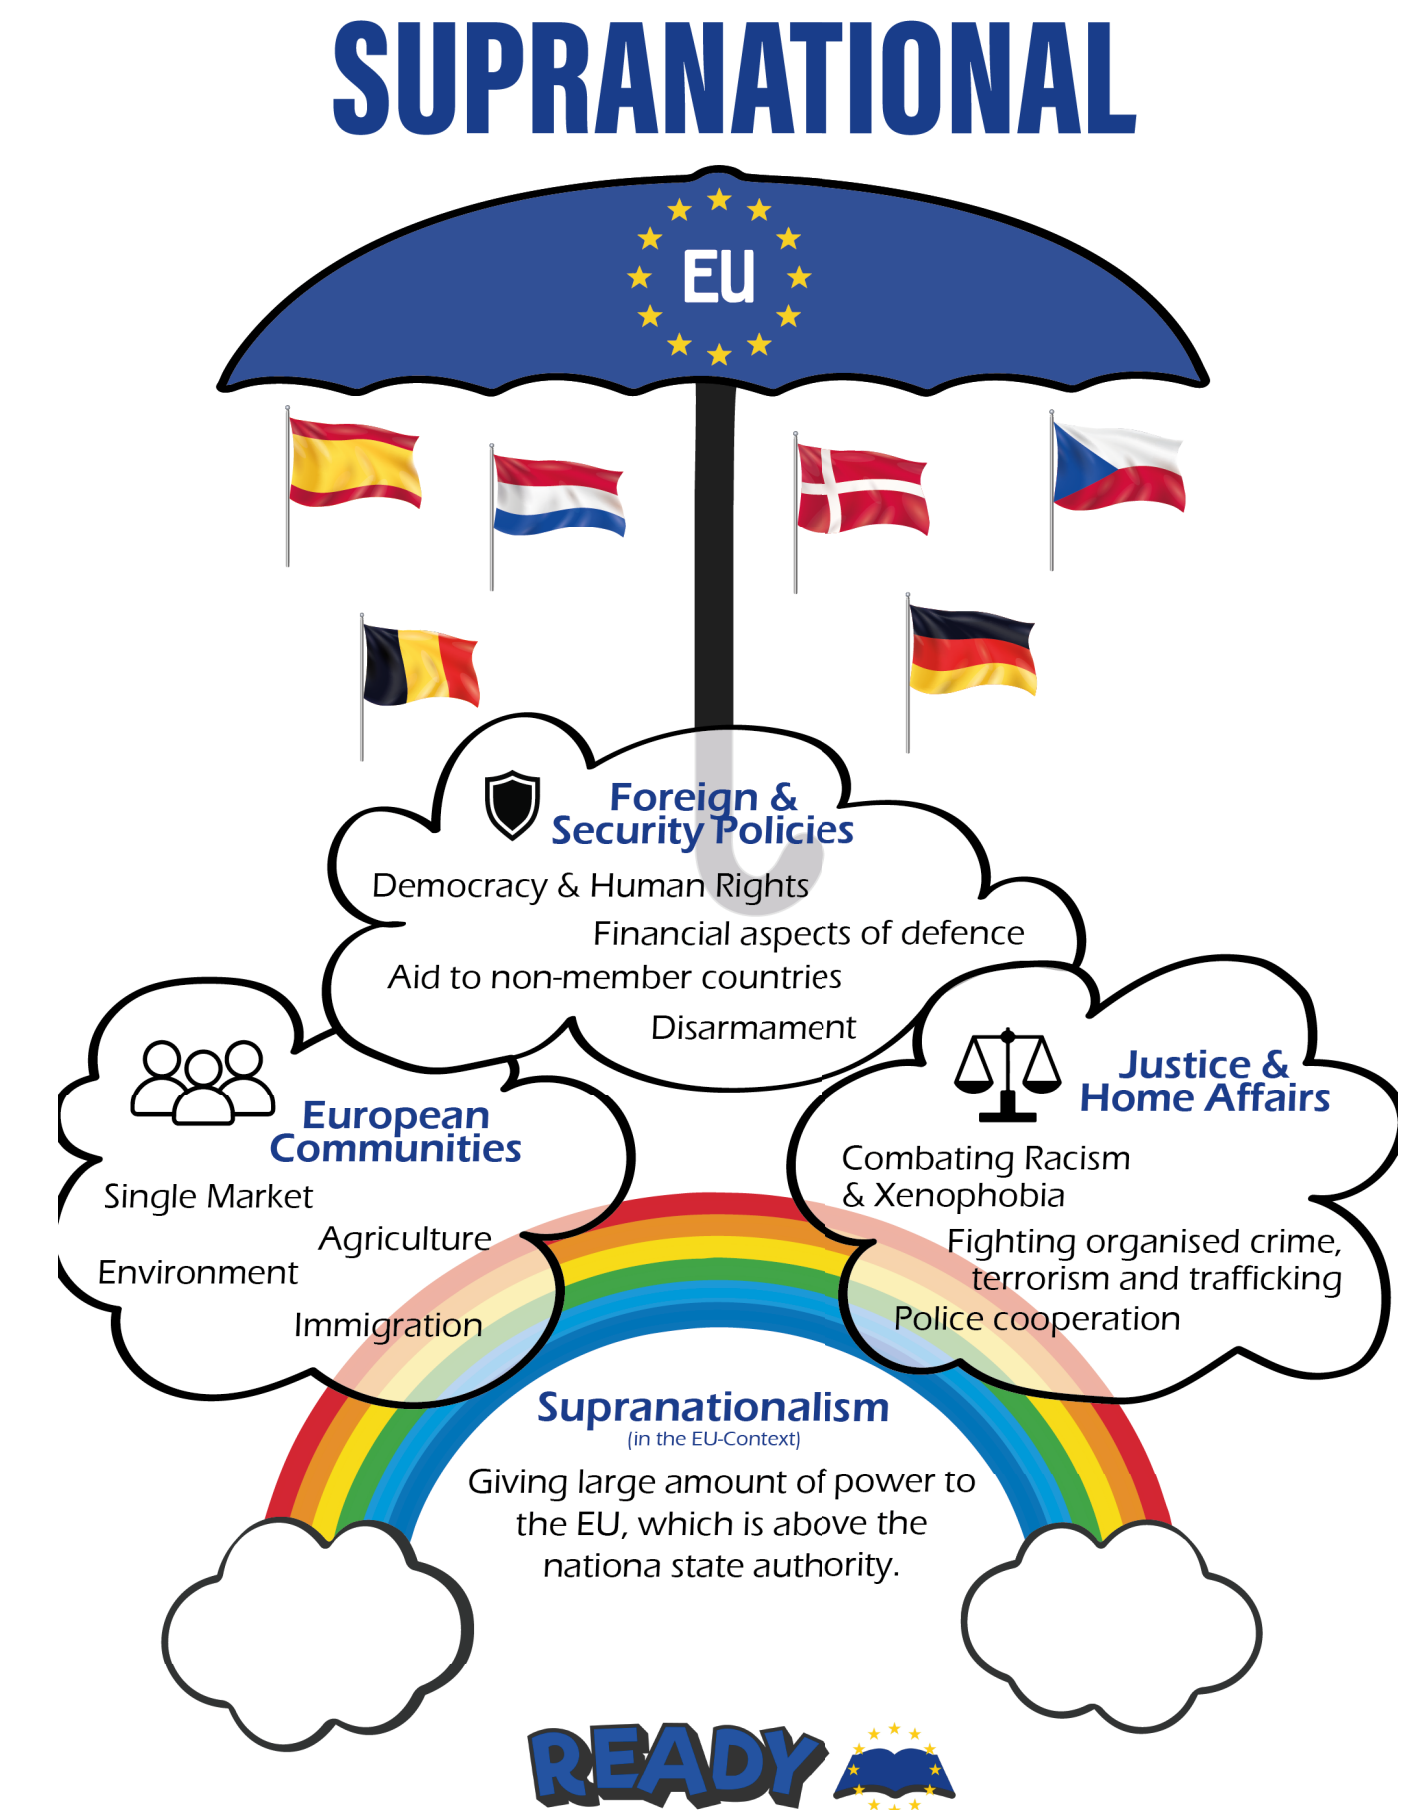 SUPRANATIONAL
EU
Foreign &
Security Policies
Democracy & Human Rights
Financial aspects of defence
Aid to non-member countries
Disarmament
European
Communities
Single Market
Agriculture
Environment
Immigration
Justice &
Home Affairs
Combating Racism
& Xenophobia
Fighting organised crime,
terrorism and trafficking
Police cooperation
Supranationalism
(in the EU-Context)
Giving large amount of power to
the EU, which is above the
nationa state authority.
READY